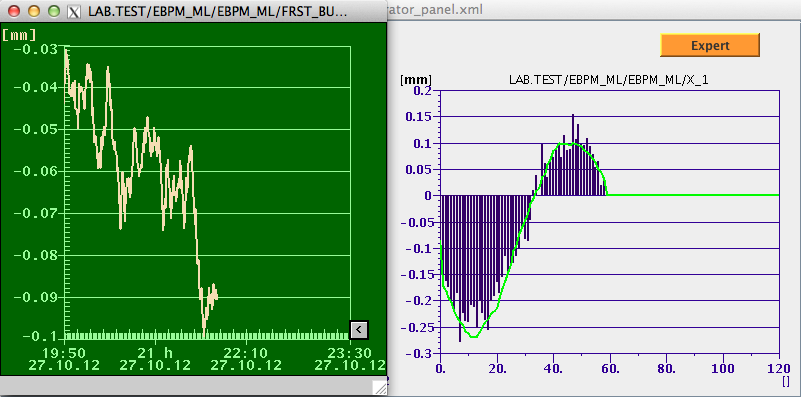 LAB.TEST/EBPM_ML/EBPM_ML/FRST_BU...
[mm]
-0.03
-0.04
-0.05
-0.06
-0.07
-0.08
-0.09
-0.1
<
19:50 21 h 22:10 23:30
27.10.12 27.10.12 27.10.12 27.10.12
rator_panel.xml
Expert
[mm] LAB.TEST/EBPM_ML/EBPM_ML/X_1
0.2
0.15
0.1
0.05
0
-0.05
-0.1
-0.15
-0.2
-0.25
-0.3
0. 20. 40. 60. 80. 100 120
[]